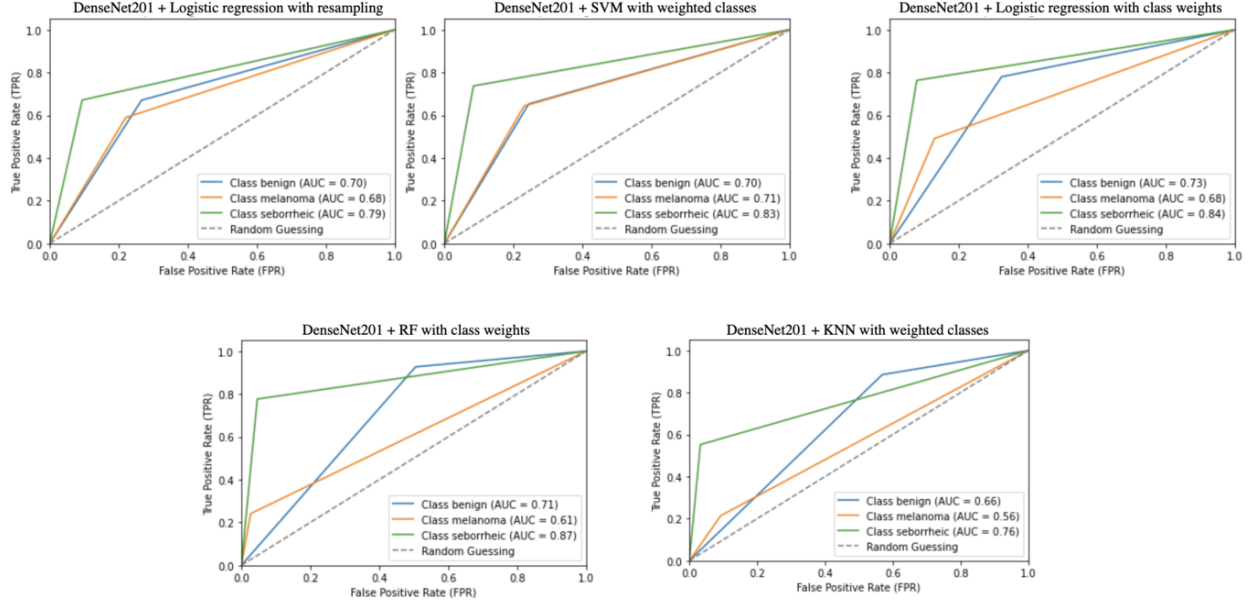 DenseNet201 + Logistic regression with resampling
True Positive Rate (TPR)
1.0
0.8
0.6
0.4
0.2
0.0
Class benign (AUC = 0.70)
Class melanoma (AUC = 0.68)
Class seborrheic (AUC = 0.79)
Random Guessing
0.0 0.2 0.4 0.6 0.8 1.0
False Positive Rate (FPR)
DenseNet201 + SVM with weighted classes
True Positive Rate (TPR)
1.0
0.8
0.6
0.4
0.2
0.0
Class benign (AUC = 0.70)
Class melanoma (AUC = 0.71)
Class seborrheic (AUC = 0.83)
Random Guessing
0.0 0.2 0.4 0.6 0.8 1.0
False Positive Rate (FPR)
DenseNet201 + Logistic regression with class weights
True Positive Rate (TPR)
1.0
0.8
0.6
0.4
0.2
0.0
Class benign (AUC = 0.73)
Class melanoma (AUC = 0.68)
Class seborrheic (AUC = 0.84)
Random Guessing
0.0 0.2 0.4 0.6 0.8 1.0
False Positive Rate (FPR)
DenseNet201 + RF with class weights
True Positive Rate (TPR)
1.0
0.8
0.6
0.4
0.2
0.0
Class benign (AUC = 0.71)
Class melanoma (AUC = 0.61)
Class seborrheic (AUC = 0.87)
Random Guessing
0.0 0.2 0.4 0.6 0.8 1.0
False Positive Rate (FPR)
DenseNet201 + KNN with weighted classes
True Positive Rate (TPR)
1.0
0.8
0.6
0.4
0.2
0.0
Class benign (AUC = 0.66)
Class melanoma (AUC = 0.56)
Class seborrheic (AUC = 0.76)
Random Guessing
0.0 0.2 0.4 0.6 0.8 1.0
False Positive Rate (FPR)